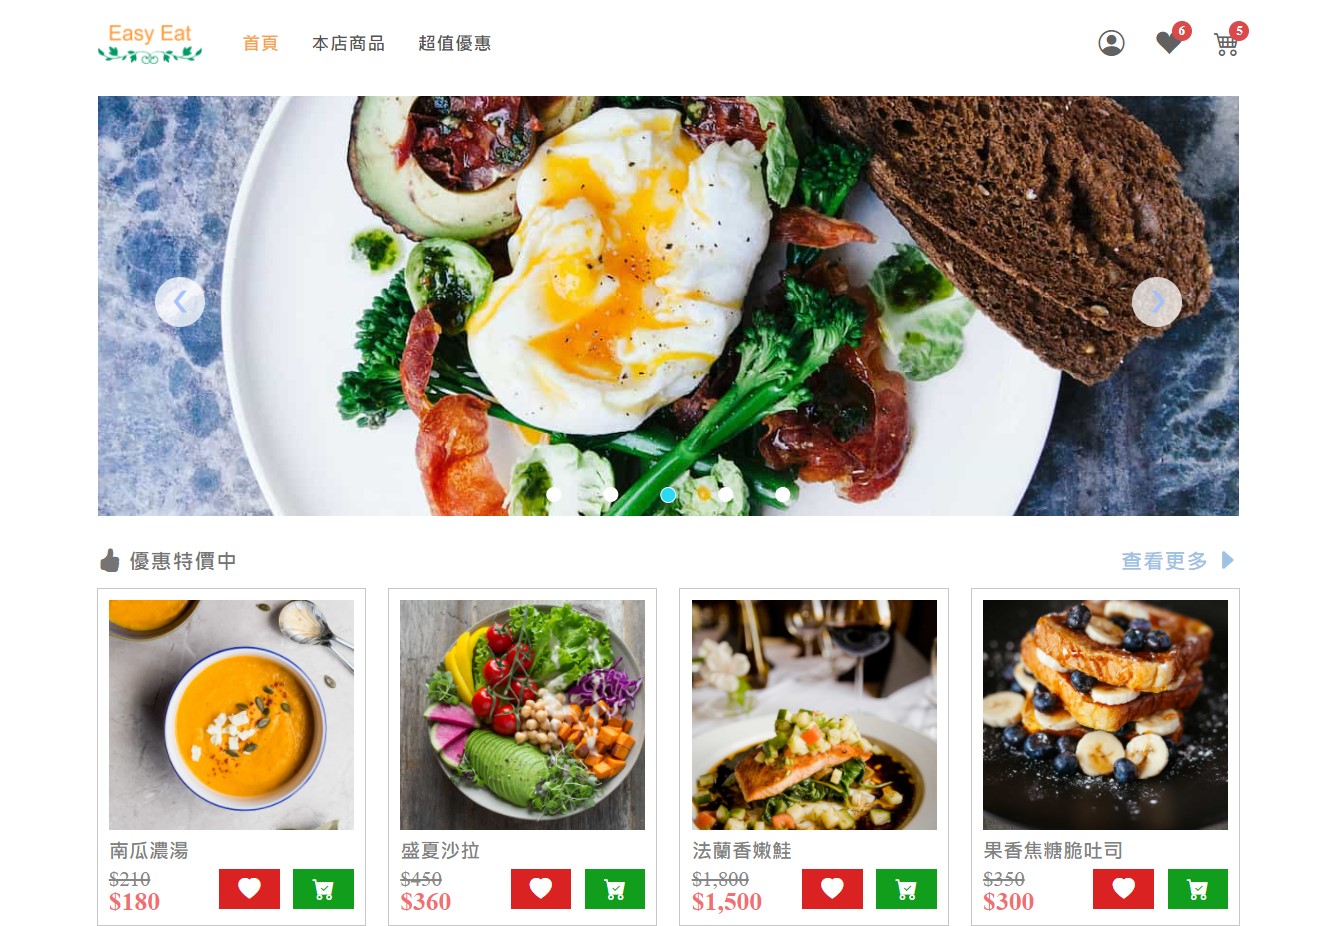 Easy Eat
首頁 本店商品 超值優惠
6 5
優惠特價中 查看更多
南瓜濃湯
$210
$180
盛夏沙拉
$450
$360
法蘭香嫩鮭
$1,800
$1,500
果香焦糖脆吐司
$350
$300